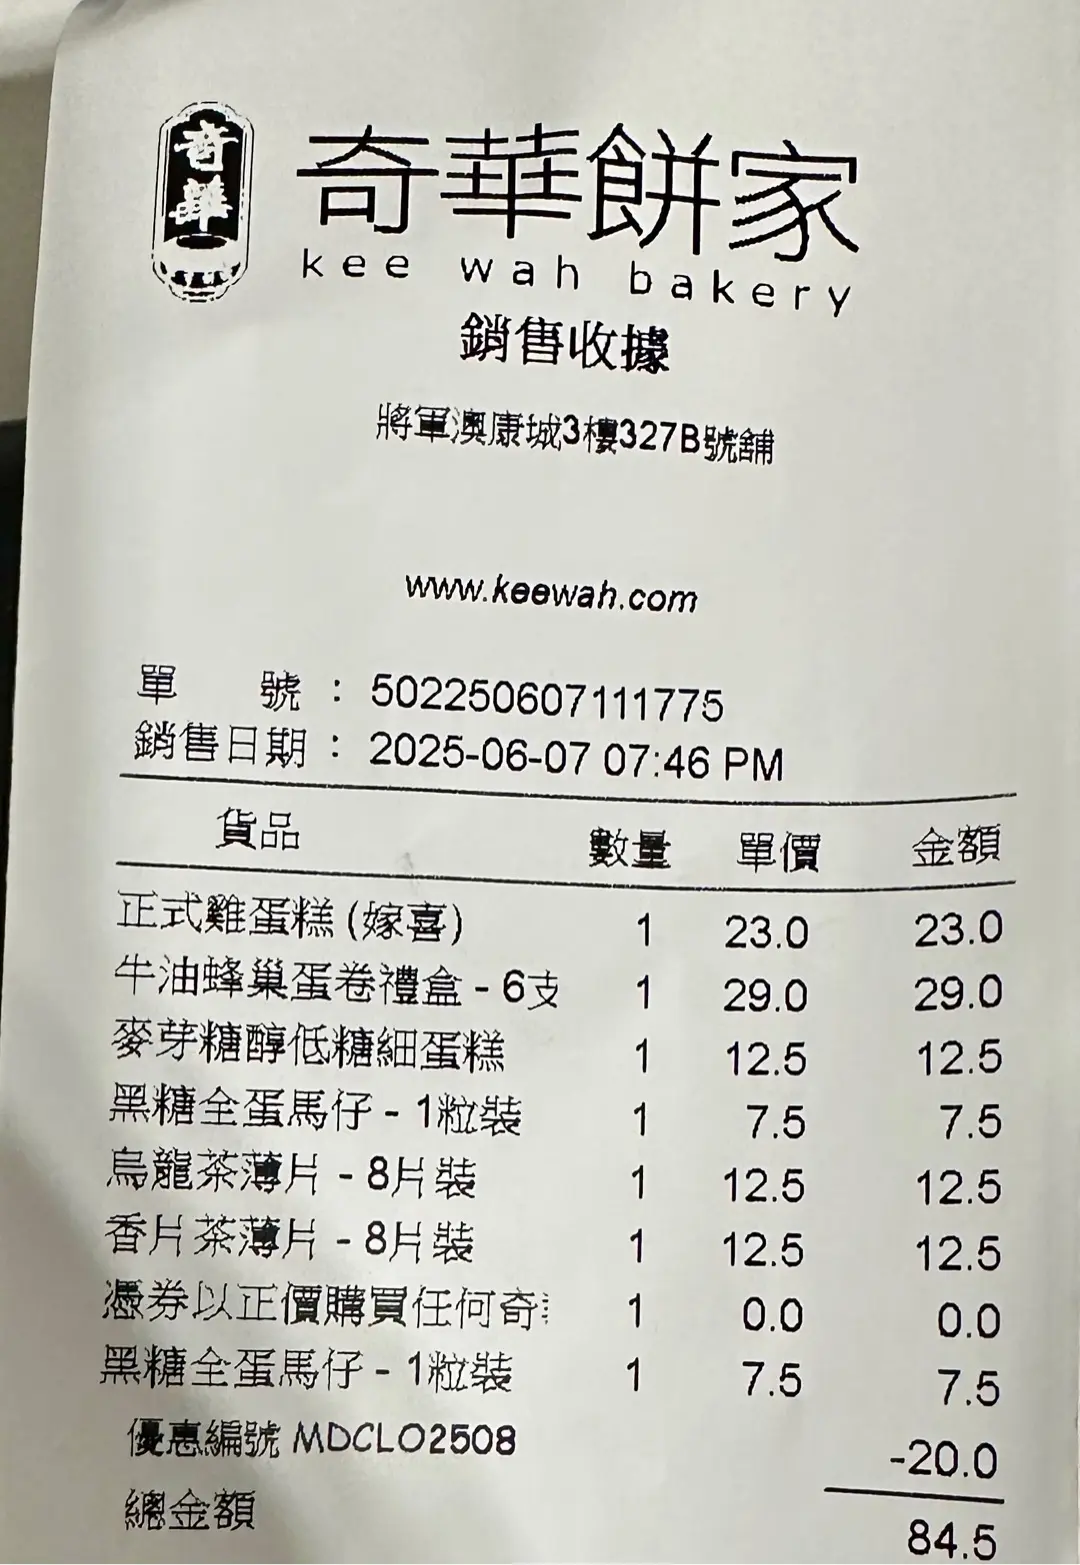 奇華
奇華餅家
kee wah bakery
銷售收據
將軍澳康城3樓327B號舖
www.keewah.com
單 號 : 502250607111775
銷售日期 : 2025-06-07 07:46 PM
貨品 數量 單價 金額
正式雞蛋糕 (嫁喜) 1 23.0 23.0
牛油蜂巢蛋卷禮盒 - 6支 1 29.0 29.0
麥芽糖醇低糖細蛋糕 1 12.5 12.5
黑糖全蛋馬仔 - 1粒裝 1 7.5 7.5
烏龍茶薄片 - 8片裝 1 12.5 12.5
香片茶薄片 - 8片裝 1 12.5 12.5
憑券以正價購買任何奇 1 0.0 0.0
黑糖全蛋馬仔 - 1粒裝 1 7.5 7.5
優惠編號 MDCLO2508 -20.0
總金額 84.5